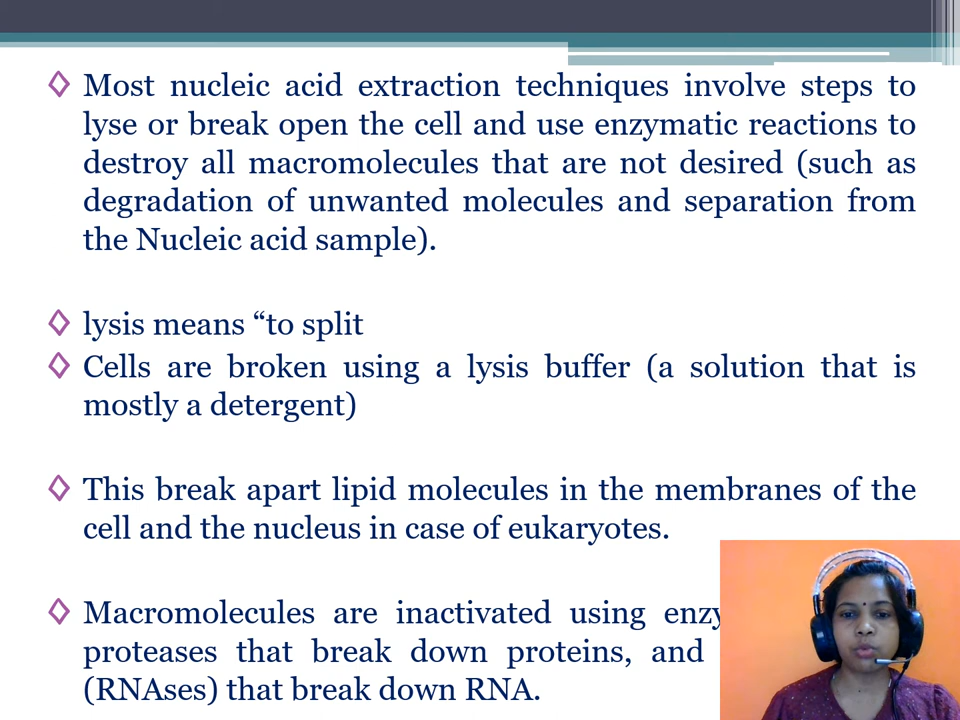 Most nucleic acid extraction techniques involve steps to
lyse or break open the cell and use enzymatic reactions to
destroy all macromolecules that are not desired (such as
degradation of unwanted molecules and separation from
the Nucleic acid sample).
lysis means “to split
Cells are broken using a lysis buffer (a solution that is
mostly a detergent)
This break apart lipid molecules in the membranes of the
cell and the nucleus in case of eukaryotes.
Macromolecules are inactivated using
proteases that break down proteins, and
(RNAses) that break down RNA.